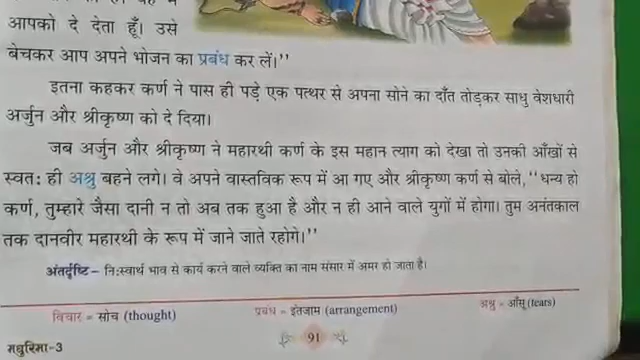 आपको दे देता हूँ। उसे
बेचकर आप अपने भोजन का प्रबंध कर लें।"
इतना कहकर कर्ण ने पास ही पड़े एक पत्थर से अपना सोने का दाँत तोड़कर साधु वेशधारी
अर्जुन और श्रीकृष्ण को दे दिया।
जब अर्जुन और श्रीकृष्ण ने महारथी कर्ण के इस महान त्याग को देखा तो उनकी आँखों से
स्वत: ही अश्रु बहने लगे। वे अपने वास्तविक रूप में आ गए और श्रीकृष्ण कर्ण से बोले, "धन्य हो
कर्ण, तुम्हारे जैसा दानी न तो अब तक हुआ है और न ही आने वाले युगों में होगा। तुम अनंतकाल
तक दानवीर महारथी के रूप में जाने जाते रहोगे।"
अंतर्दृष्टि – नि:स्वार्थ भाव से कार्य करने वाले व्यक्ति का नाम संसार में अमर हो जाता है।
विचार = सोच (thought) प्रबंध = इंतजाम (arrangement) अश्रु = आँसू (tears)
मधुरिमा-3 91